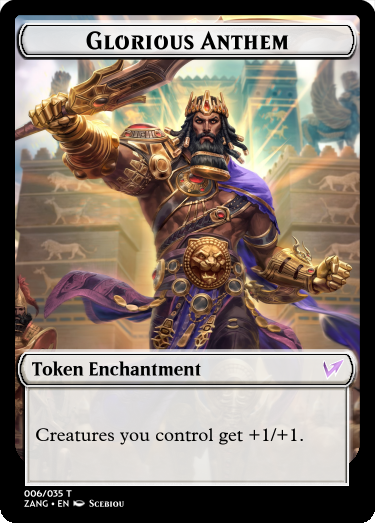 Glorious Anthem
Token Enchantment
Creatures you control get +1/+1.
006/035 T
ZANG • EN Scebiou